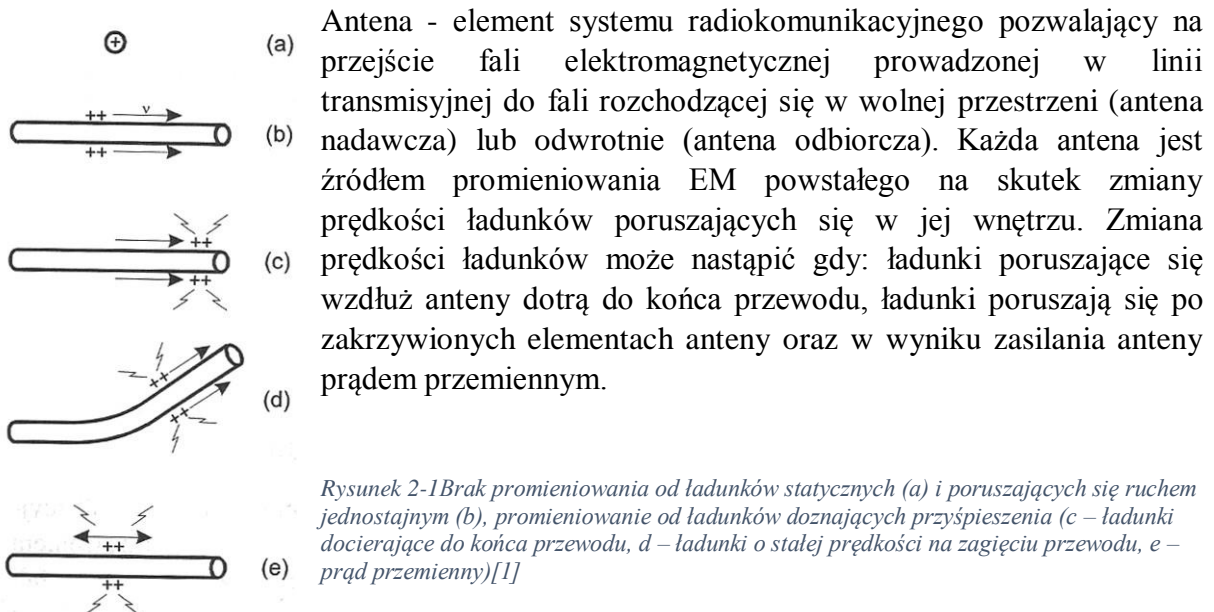 Antena - element systemu radiokomunikacyjnego pozwalający na
przejście fali elektromagnetycznej prowadzonej w linii
transmisyjnej do fali rozchodzącej się w wolnej przestrzeni (antena
nadawcza) lub odwrotnie (antena odbiorcza). Każda antena jest
źródłem promieniowania EM powstałego na skutek zmiany
prędkości ładunków poruszających się w jej wnętrzu. Zmiana
prędkości ładunków może nastąpić gdy: ładunki poruszające się
wzdłuż anteny dotrą do końca przewodu, ładunki poruszają się po
zakrzywionych elementach anteny oraz w wyniku zasilania anteny
prądem przemiennym.
+ (a)
++ v
++ (b)
++
++ (c)
++
++ (d)
++
++ (e)
Rysunek 2-1Brak promieniowania od ładunków statycznych (a) i poruszających się ruchem
jednostajnym (b), promieniowanie od ładunków doznających przyśpieszenia (c – ładunki
docierające do końca przewodu, d – ładunki o stałej prędkości na zagięciu przewodu, e –
prąd przemienny)[1]